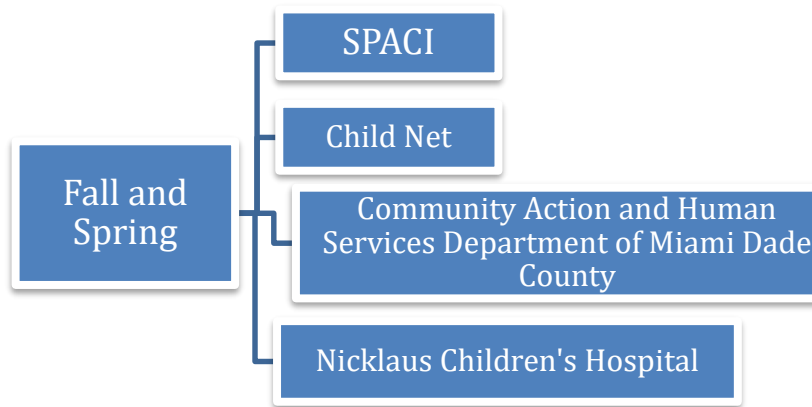 Fall and
Spring
SPACI
Child Net
Community Action and Human
Services Department of Miami Dade
County
Nicklaus Children's Hospital